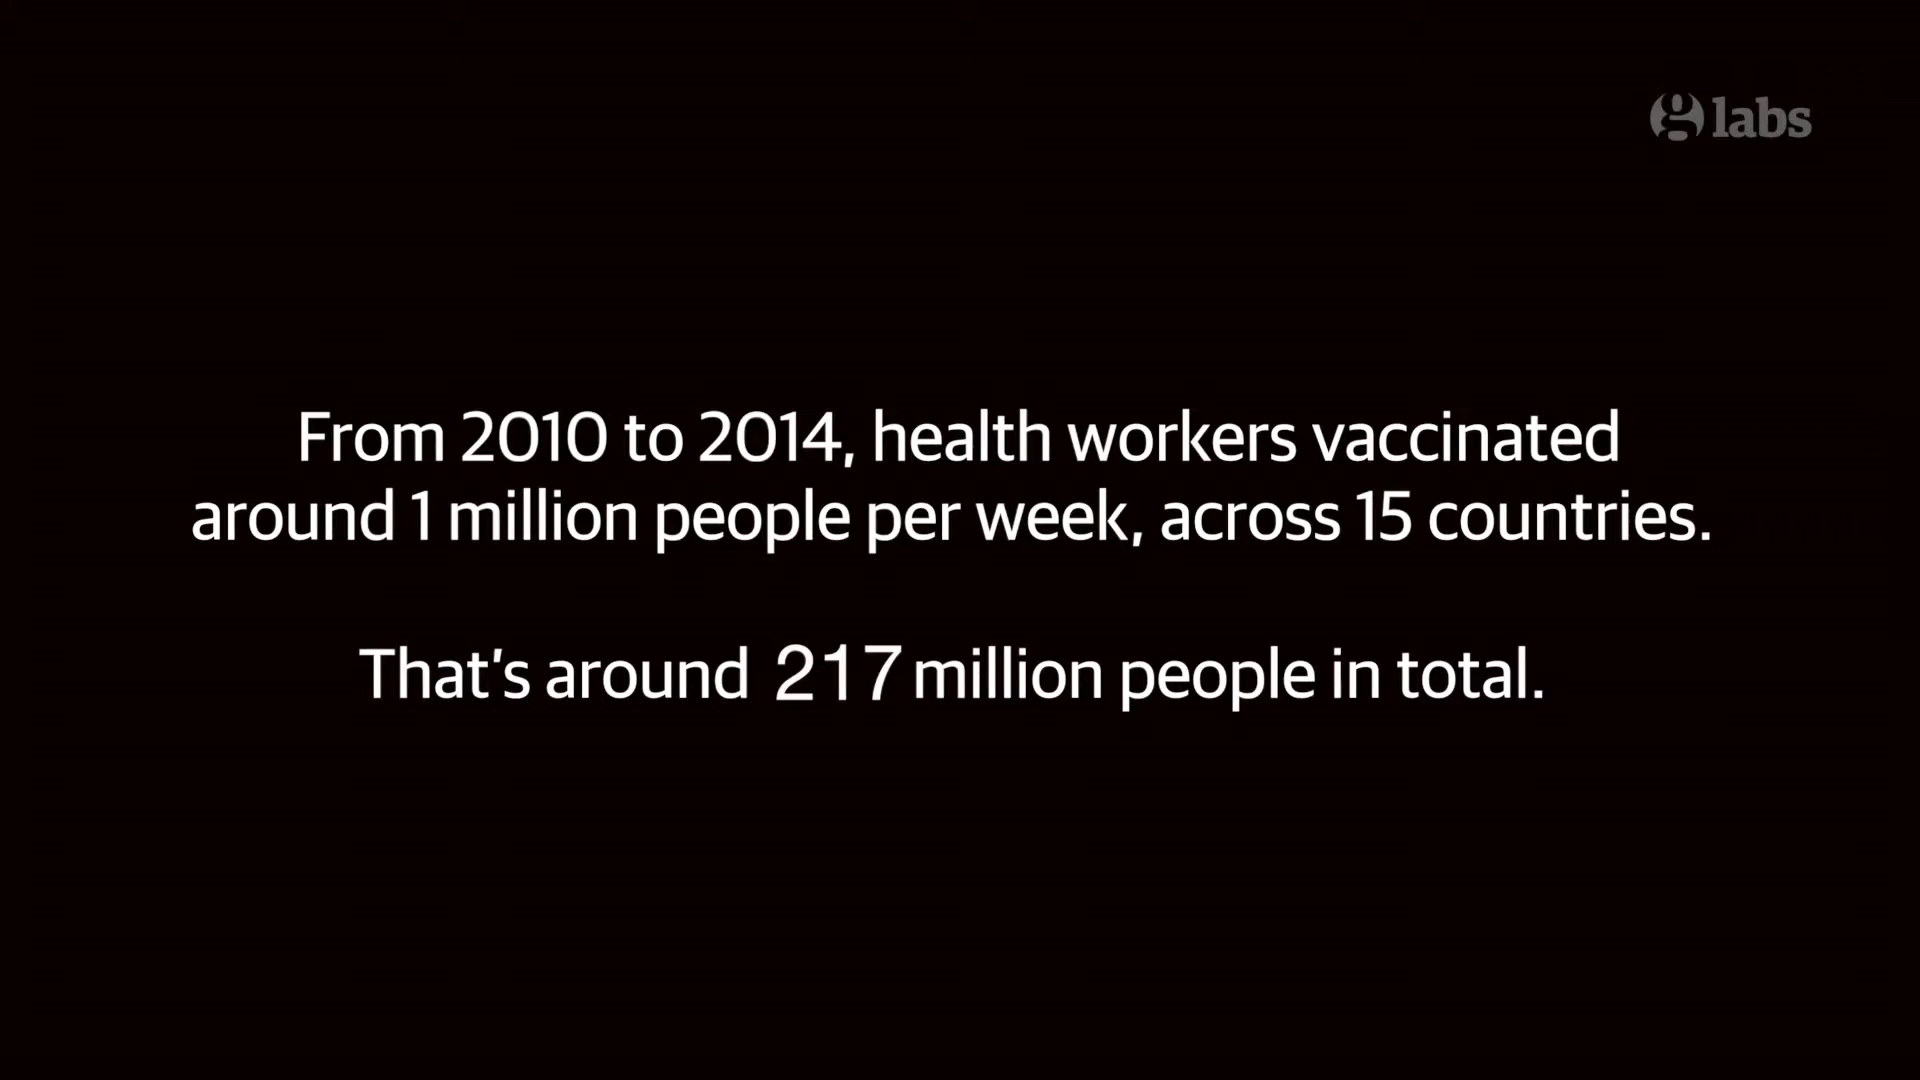 g labs
From 2010 to 2014, health workers vaccinated
around 1 million people per week, across 15 countries.
That's around 217 million people in total.